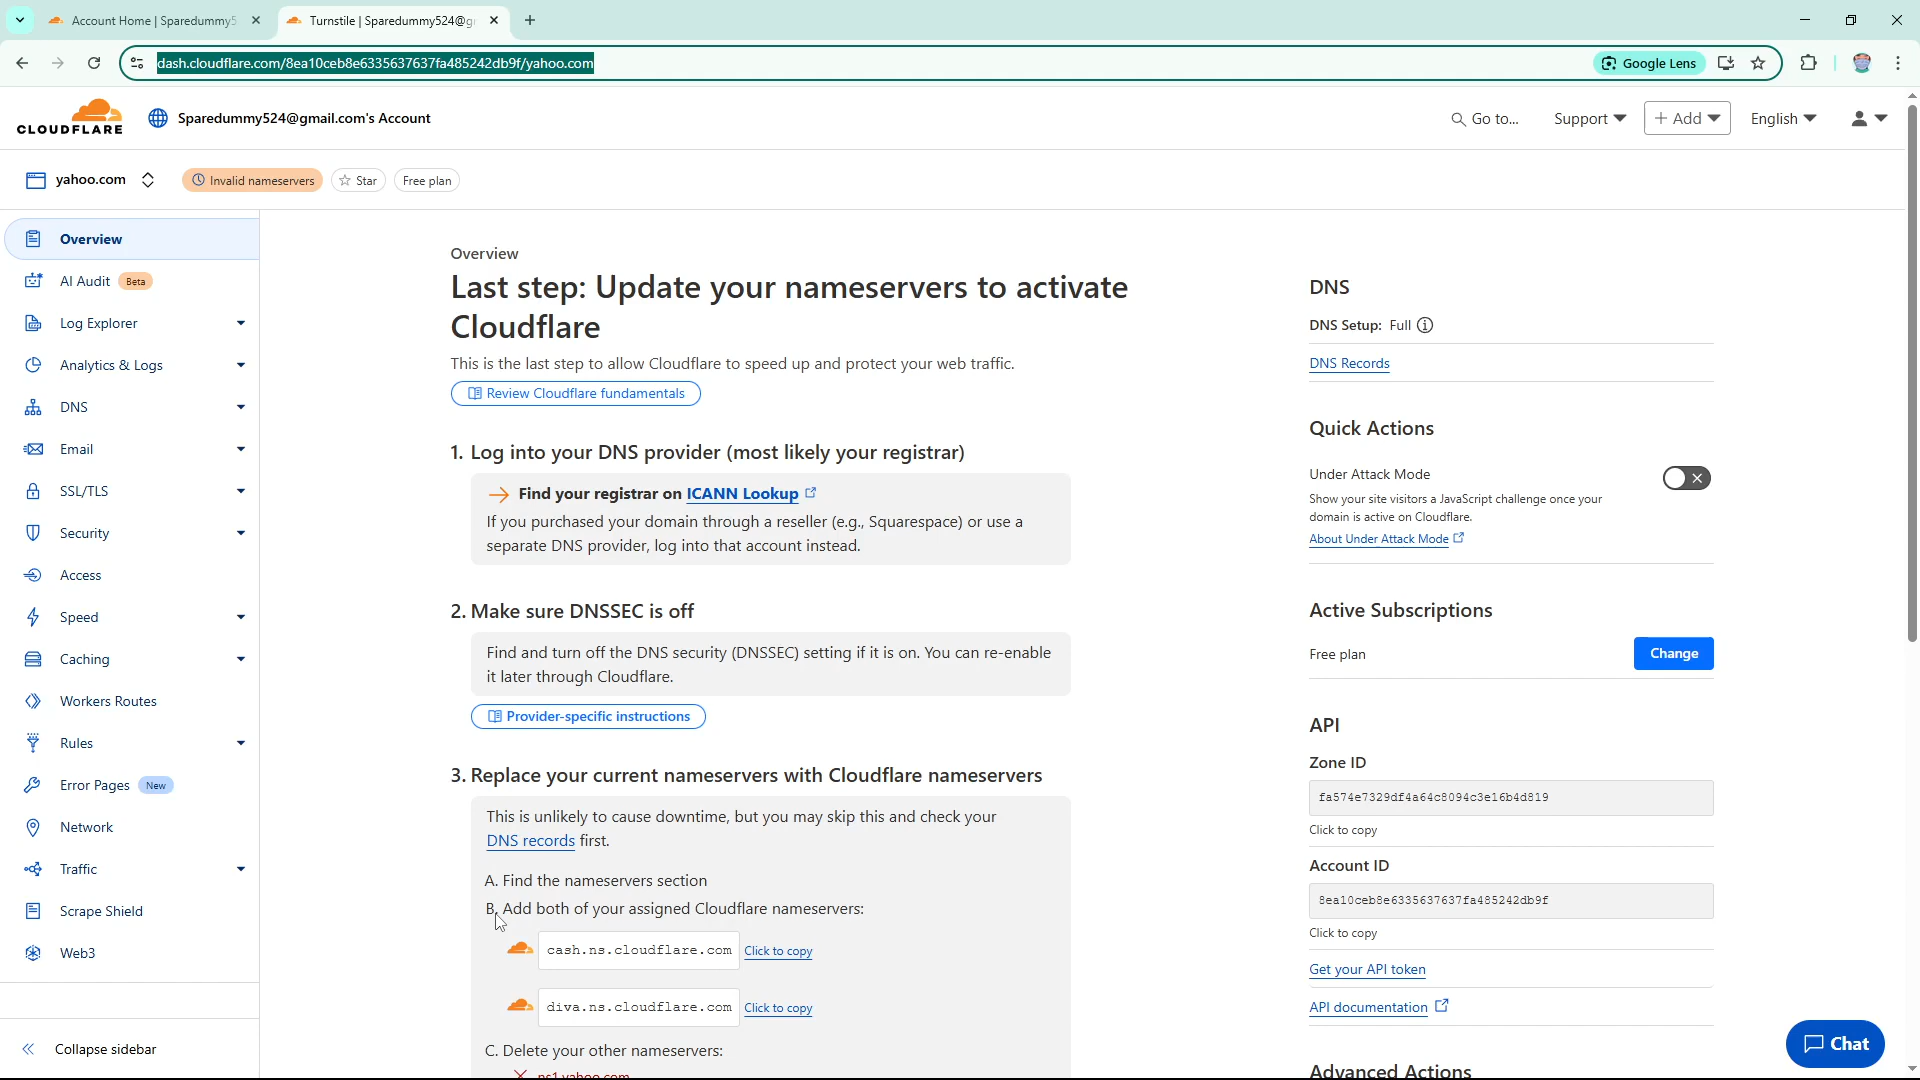 Account Home | Sparedummy5
Turnstile | Sparedummy524@g
dash.cloudflare.com/8ea10ceb8e6335637637fa485242db9f/yahoo.com
Google Lens
CLOUDFLARE
Sparedummy524@gmail.com's Account
Go to...
Support
+ Add
English
yahoo.com
Invalid nameservers
Star
Free plan
Overview
AI Audit Beta
Log Explorer
Analytics & Logs
DNS
Email
SSL/TLS
Security
Access
Speed
Caching
Workers Routes
Rules
Error Pages New
Network
Traffic
Scrape Shield
Web3
Collapse sidebar
Overview
Last step: Update your nameservers to activate
Cloudflare
This is the last step to allow Cloudflare to speed up and protect your web traffic.
Review Cloudflare fundamentals
1. Log into your DNS provider (most likely your registrar)
Find your registrar on ICANN Lookup
If you purchased your domain through a reseller (e.g., Squarespace) or use a
separate DNS provider, log into that account instead.
2. Make sure DNSSEC is off
Find and turn off the DNS security (DNSSEC) setting if it is on. You can re-enable
it later through Cloudflare.
Provider-specific instructions
3. Replace your current nameservers with Cloudflare nameservers
This is unlikely to cause downtime, but you may skip this and check your
DNS records first.
A. Find the nameservers section
B. Add both of your assigned Cloudflare nameservers:
cash.ns.cloudflare.com Click to copy
diva.ns.cloudflare.com Click to copy
C. Delete your other nameservers:
ns1.yahoo.com
DNS
DNS Setup: Full
DNS Records
Quick Actions
Under Attack Mode
Show your site visitors a JavaScript challenge once your
domain is active on Cloudflare.
About Under Attack Mode
Active Subscriptions
Free plan
Change
API
Zone ID
fa574e7329df4a64c8094c3e16b4d819
Click to copy
Account ID
8ea10ceb8e6335637637fa485242db9f
Click to copy
Get your API token
API documentation
Advanced Actions
Chat